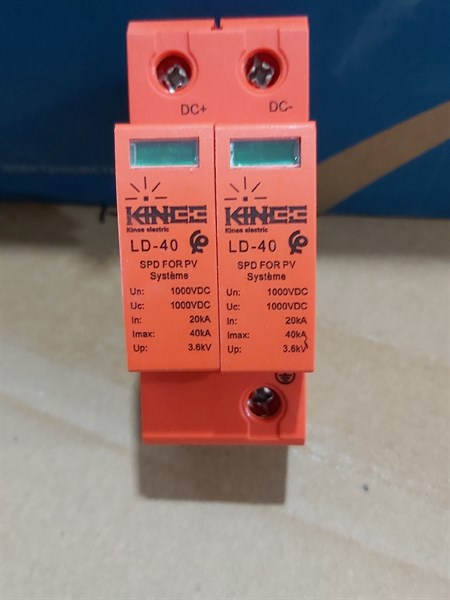 DC+ DC-
KINEE KINEE
Kinee electric Kinee electric
LD-40 LD-40
SPD FOR PV SPD FOR PV
Système Système
Un: 1000VDC Un: 1000VDC
Uc: 1000VDC Uc: 1000VDC
In: 20kA In: 20kA
Imax: 40kA Imax: 40kA
Up: 3.6kV Up: 3.6kV